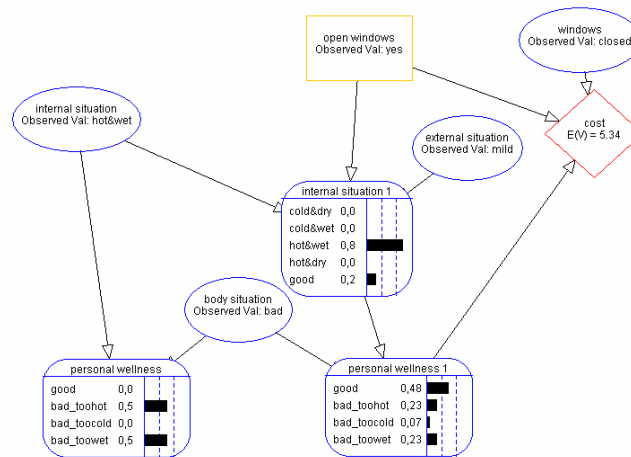 open windows
Observed Val: yes
windows
Observed Val: closed
internal situation
Observed Val: hot&wet
cost
E(V) = 5.34
external situation
Observed Val: mild
internal situation 1
cold&dry 0,0
cold&wet 0,0
hot&wet 0,8
hot&dry 0,0
good 0,2
body situation
Observed Val: bad
personal wellness
good 0,0
bad_toohot 0,5
bad_toocold 0,0
bad_toowet 0,5
personal wellness 1
good 0,48
bad_toohot 0,23
bad_toocold 0,07
bad_toowet 0,23